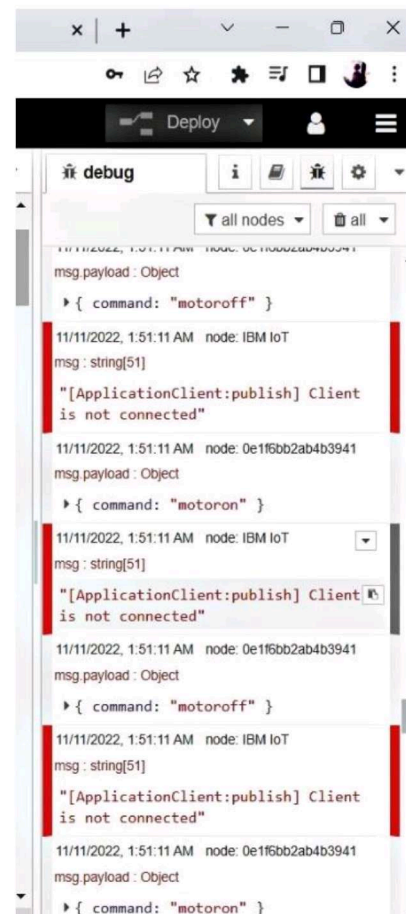 Deploy
debug
i
all nodes
all
msg.payload : Object
{ command: "motoroff" }
11/11/2022, 1:51:11 AM node: IBM IoT
msg : string[51]
"[ApplicationClient:publish] Client
is not connected"
11/11/2022, 1:51:11 AM node: 0e1f6bb2ab4b3941
msg.payload : Object
{ command: "motoron" }
11/11/2022, 1:51:11 AM node: IBM IoT
msg : string[51]
"[ApplicationClient:publish] Client
is not connected"
11/11/2022, 1:51:11 AM node: 0e1f6bb2ab4b3941
msg.payload : Object
{ command: "motoroff" }
11/11/2022, 1:51:11 AM node: IBM IoT
msg : string[51]
"[ApplicationClient:publish] Client
is not connected"
11/11/2022, 1:51:11 AM node: 0e1f6bb2ab4b3941
msg.payload : Object
{ command: "motoron" }